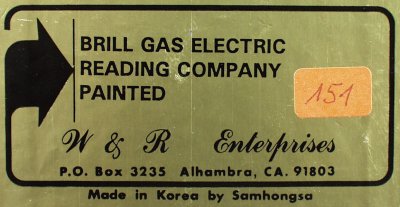 BRILL GAS ELECTRIC
READING COMPANY
PAINTED
151
W & R Enterprises
P.O. Box 3235 Alhambra, CA. 91803
Made in Korea by Samhongsa